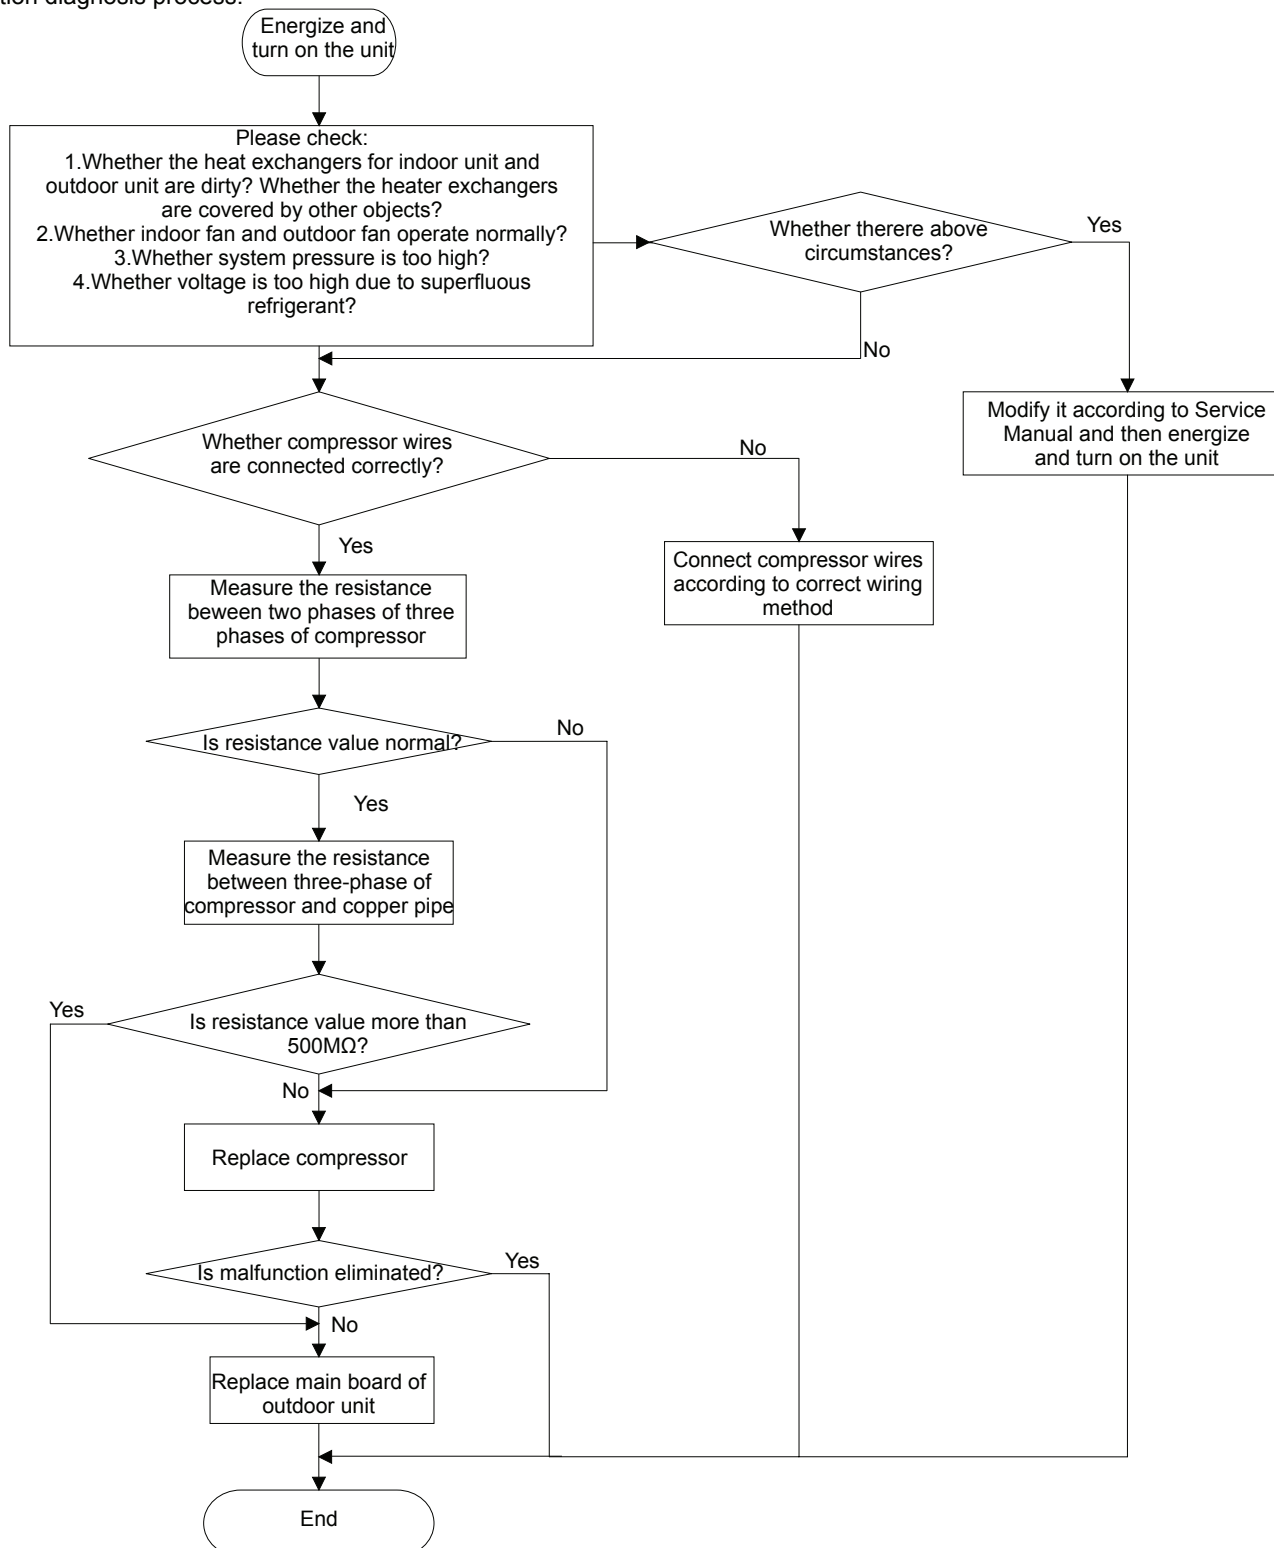 tion diagnosis process:
Energize and
turn on the unit
Please check:
1.Whether the heat exchangers for indoor unit and
outdoor unit are dirty? Whether the heater exchangers
are covered by other objects?
2.Whether indoor fan and outdoor fan operate normally?
3.Whether system pressure is too high?
4.Whether voltage is too high due to superfluous
refrigerant?
Whether therere above
circumstances?
Yes
No
Modify it according to Service
Manual and then energize
and turn on the unit
Whether compressor wires
are connected correctly?
No
Yes
Connect compressor wires
according to correct wiring
method
Measure the resistance
beween two phases of three
phases of compressor
Is resistance value normal?
No
Yes
Measure the resistance
between three-phase of
compressor and copper pipe
Yes
Is resistance value more than
500MΩ?
No
Replace compressor
Is malfunction eliminated?
Yes
No
Replace main board of
outdoor unit
End